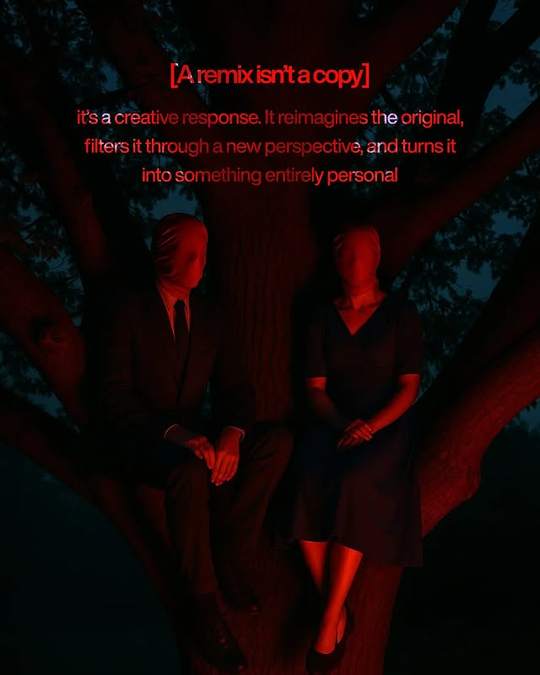 [A remix isn't a copy]
it's a creative response. It reimagines the original,
filters it through a new perspective, and turns it
into something entirely personal